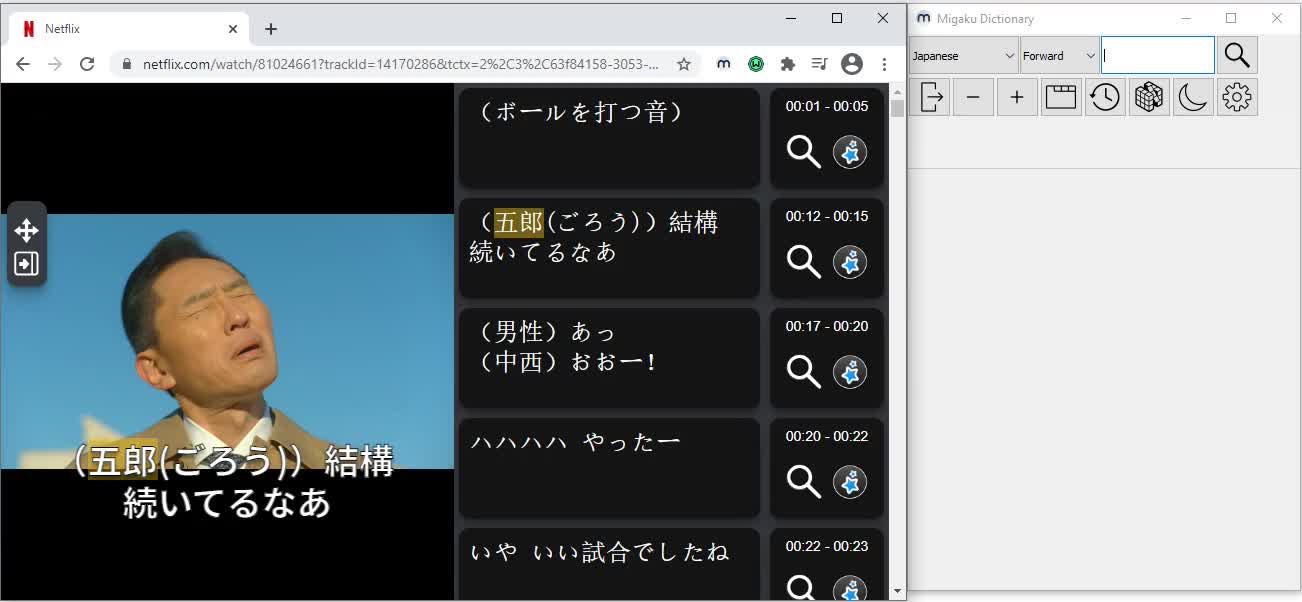 Netflix
netflix.com/watch/81024661?trackId=14170286&tctx=2%2C3%2C63f84158-3053-...
（ボールを打つ音）
00:01 - 00:05
（五郎(ごろう)）結構
続いてるなあ
00:12 - 00:15
（男性）あっ
（中西）おおー！
00:17 - 00:20
ハハハハ やったー
00:20 - 00:22
いや いい試合でしたね
00:22 - 00:23
（五郎(ごろう)）結構
続いてるなあ
Migaku Dictionary
Japanese
Forward